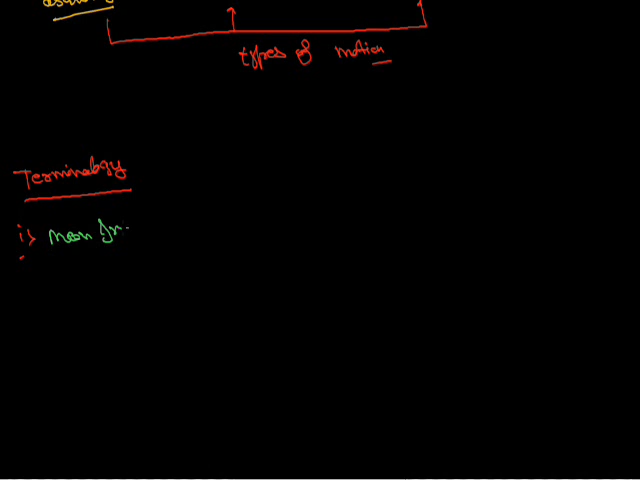 types of motion
Terminology
i> Mean fr.